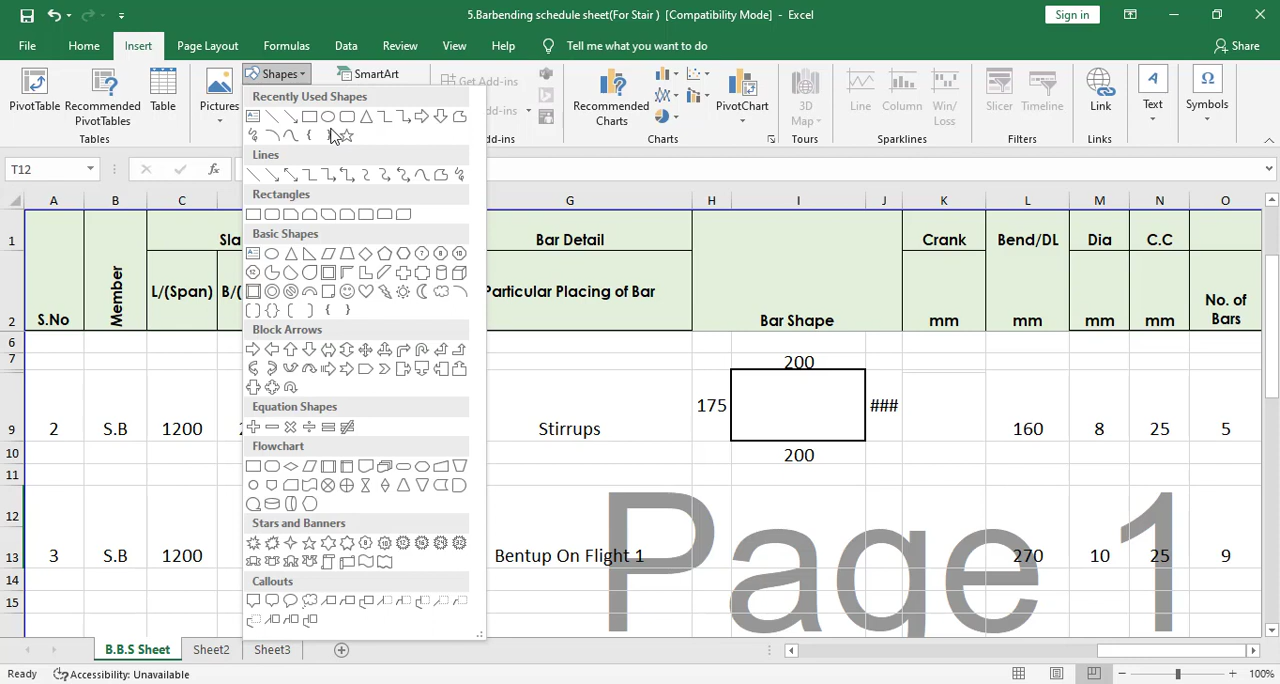 5.Barbending schedule sheet(For Stair ) [Compatibility Mode] - Excel
Sign in
File Home Insert Page Layout Formulas Data Review View Help Tell me what you want to do Share
PivotTable Recommended PivotTables Table Pictures Shapes SmartArt Get Add-ins Recommended Charts PivotChart 3D Map Line Column Win/ Loss Slicer Timeline Link Text Symbols
Tables Charts Tours Sparklines Filters Links
T12
Recently Used Shapes
Lines
Rectangles
Basic Shapes
Block Arrows
Equation Shapes
Flowchart
Stars and Banners
Callouts
A B C G H I J K L M N O
1 Sla Bar Detail Crank Bend/DL Dia C.C
2 S.No Member L/(Span) B/( Particular Placing of Bar Bar Shape mm mm mm mm No. of Bars
6
7 200
9 2 S.B 1200 Stirrups 175 ### 160 8 25 5
10 200
11
12
13 3 S.B 1200 Bentup On Flight 1 270 10 25 9
14
15
Page 1
B.B.S Sheet Sheet2 Sheet3
Ready Accessibility: Unavailable 100%